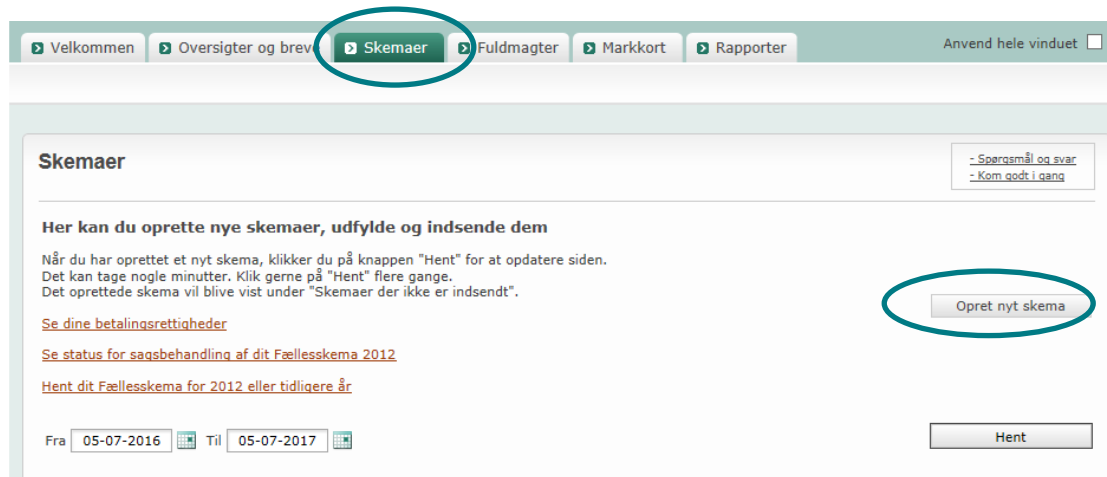 Velkommen Oversigter og breve Skemaer Fuldmagter Markkort Rapporter Anvend hele vinduet
Skemaer
- Spørgsmål og svar
- Kom godt i gang
Her kan du oprette nye skemaer, udfylde og indsende dem
Når du har oprettet et nyt skema, klikker du på knappen "Hent" for at opdatere siden.
Det kan tage nogle minutter. Klik gerne på "Hent" flere gange.
Det oprettede skema vil blive vist under "Skemaer der ikke er indsendt".
Opret nyt skema
Se dine betalingsrettigheder
Se status for sagsbehandling af dit Fællesskema 2012
Hent dit Fællesskema for 2012 eller tidligere år
Fra 05-07-2016 Til 05-07-2017 Hent